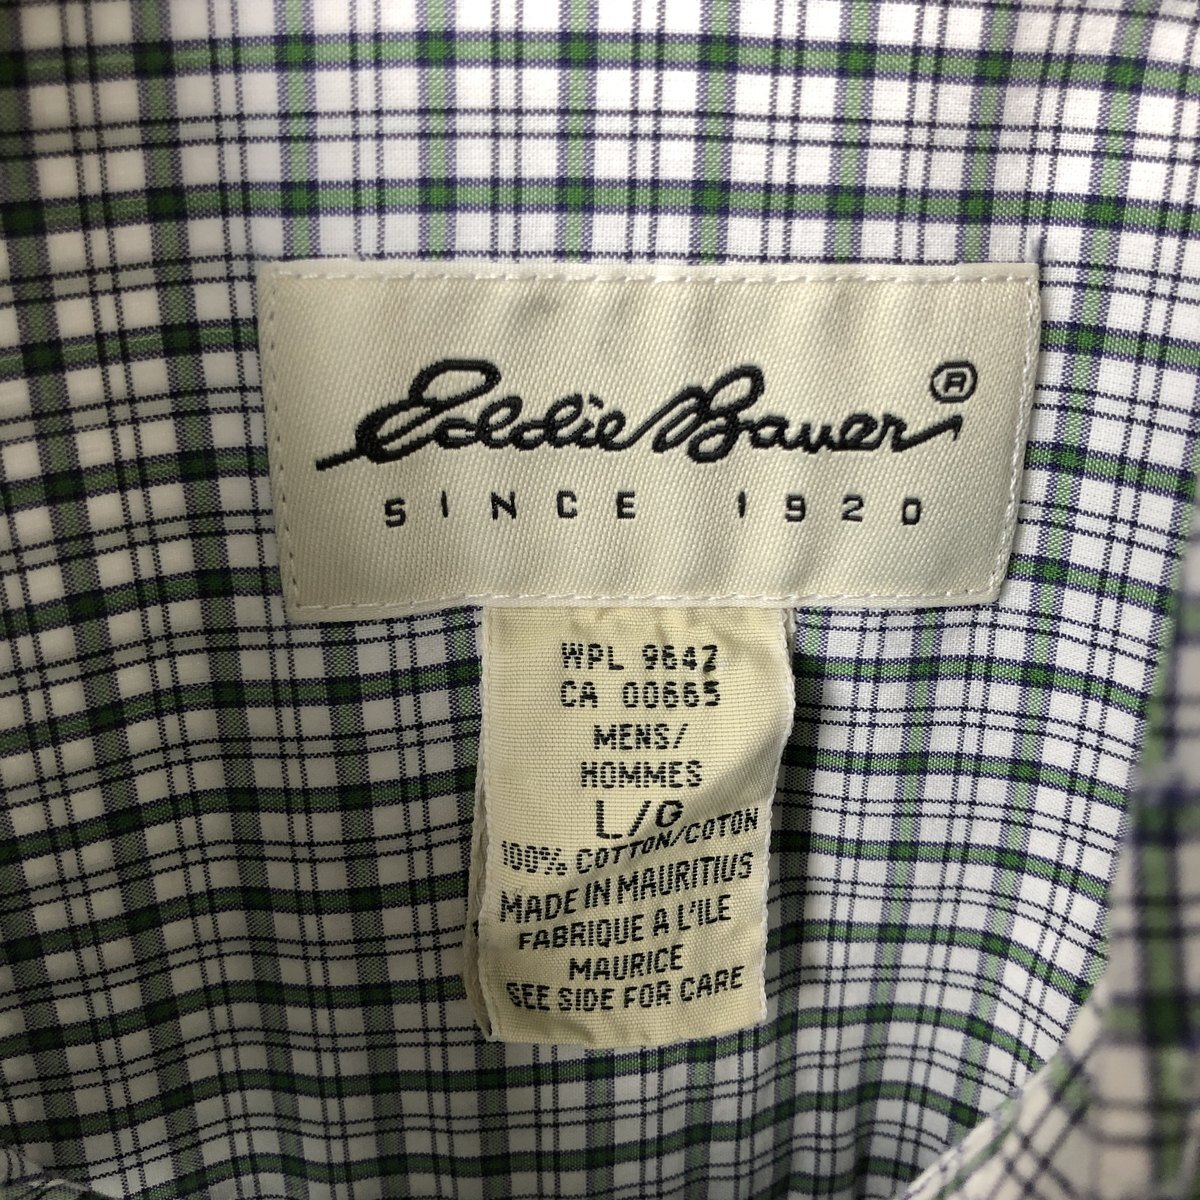 Eddie Bauer ®
SINCE 1920
WPL 9642
CA 00665
MENS/
HOMMES
L/G
100% COTTON/COTON
MADE IN MAURITIUS
FABRIQUE A L'ILE
MAURICE
SEE SIDE FOR CARE